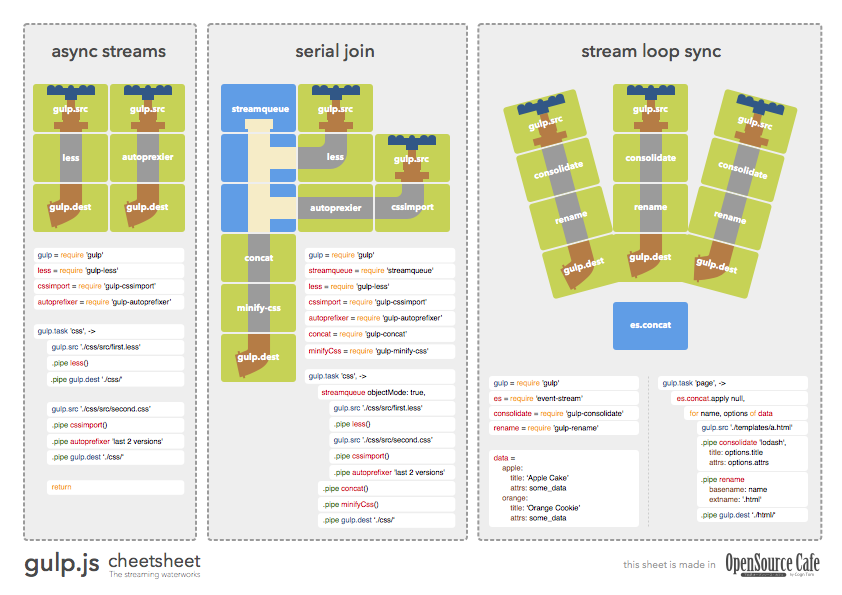 async streams
gulp.src
gulp.src
less
autoprexier
gulp.dest
gulp.dest
gulp = require 'gulp'
less = require 'gulp-less'
cssimport = require 'gulp-cssimport'
autoprefixer = require 'gulp-autoprefixer'
gulp.task 'css', ->
gulp.src './css/src/first.less'
.pipe less()
.pipe gulp.dest './css/'
gulp.src './css/src/second.css'
.pipe cssimport()
.pipe autoprefixer 'last 2 versions'
.pipe gulp.dest './css/'
return
serial join
streamqueue
gulp.src
less
gulp.src
autoprexier
cssimport
concat
minify-css
gulp.dest
gulp = require 'gulp'
streamqueue = require 'streamqueue'
less = require 'gulp-less'
cssimport = require 'gulp-cssimport'
autoprefixer = require 'gulp-autoprefixer'
concat = require 'gulp-concat'
minifyCss = require 'gulp-minify-css'
gulp.task 'css', ->
streamqueue objectMode: true,
gulp.src './css/src/first.less'
.pipe less()
gulp.src './css/src/second.css'
.pipe cssimport()
.pipe autoprefixer 'last 2 versions'
.pipe concat()
.pipe minifyCss()
.pipe gulp.dest './css/'
stream loop sync
gulp.src
gulp.src
gulp.src
consolidate
consolidate
consolidate
rename
rename
rename
gulp.dest
gulp.dest
gulp.dest
es.concat
gulp = require 'gulp'
es = require 'event-stream'
consolidate = require 'gulp-consolidate'
rename = require 'gulp-rename'
data =
apple:
title: 'Apple Cake'
attrs: some_data
orange:
title: 'Orange Cookie'
attrs: some_data
gulp.task 'page', ->
es.concat.apply null,
for name, options of data
gulp.src './templates/a.html'
.pipe consolidate 'lodash',
title: options.title
attrs: options.attrs
.pipe rename
basename: name
extname: '.html'
.pipe gulp.dest './html/'
gulp.js cheetsheet
The streaming waterworks
this sheet is made in OpenSource Cafe